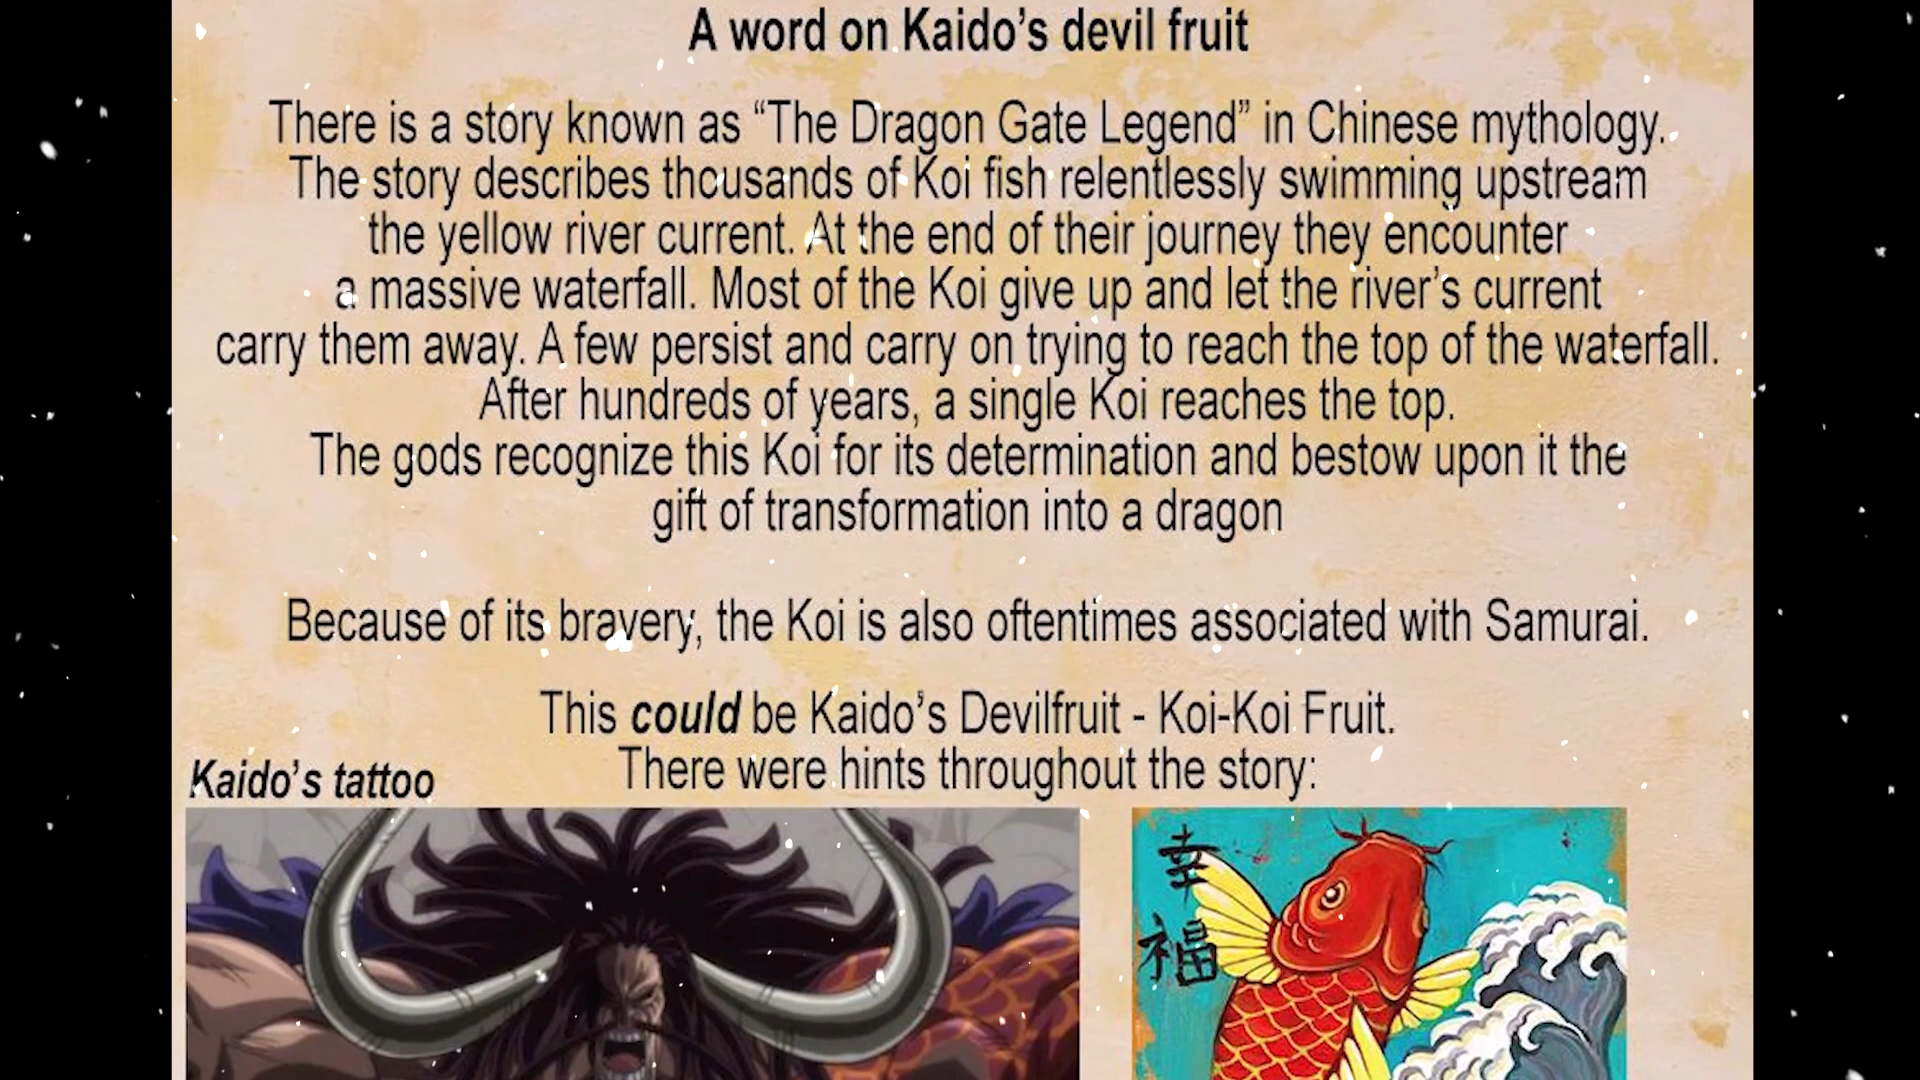 A word on Kaido’s devil fruit
There is a story known as “The Dragon Gate Legend” in Chinese mythology.
The story describes thousands of Koi fish relentlessly swimming upstream
the yellow river current. At the end of their journey they encounter
a massive waterfall. Most of the Koi give up and let the river’s current
carry them away. A few persist and carry on trying to reach the top of the waterfall.
After hundreds of years, a single Koi reaches the top.
The gods recognize this Koi for its determination and bestow upon it the
gift of transformation into a dragon
Because of its bravery, the Koi is also oftentimes associated with Samurai.
This could be Kaido’s Devilfruit - Koi-Koi Fruit.
There were hints throughout the story:
Kaido’s tattoo
幸福